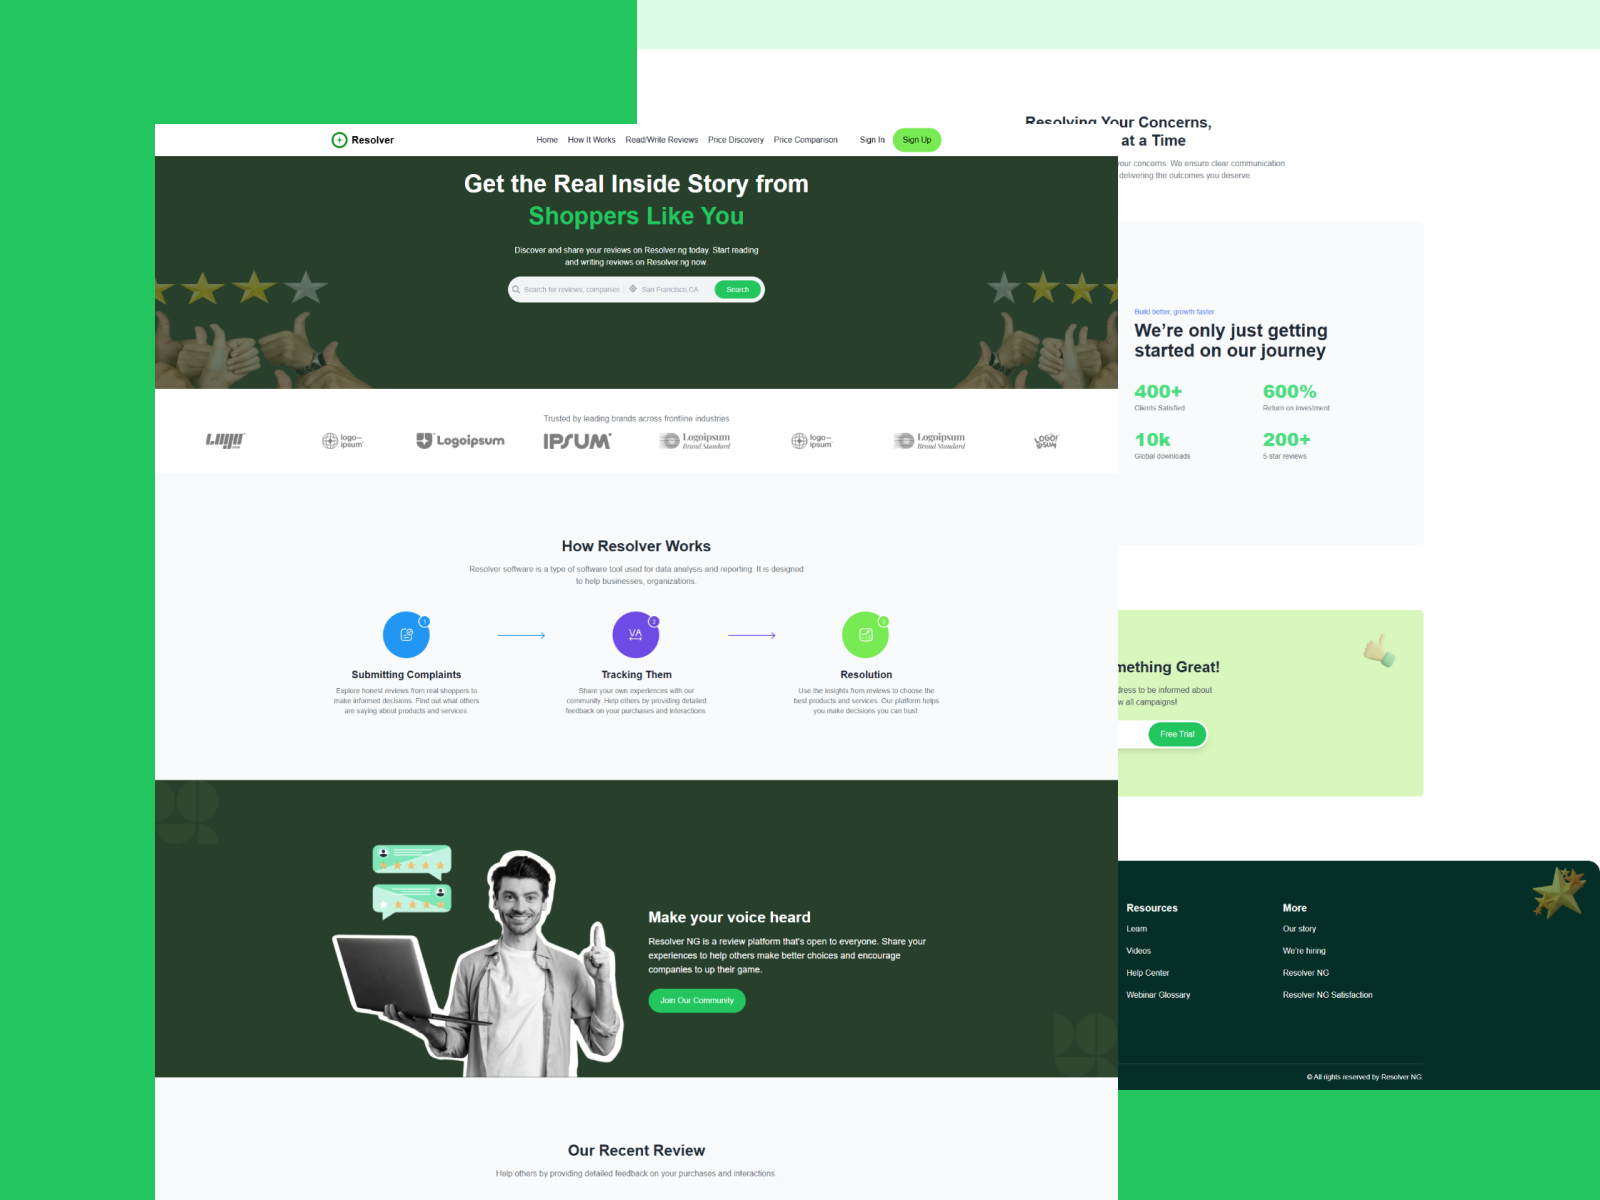 Resolver
Home How It Works Read/Write Reviews Price Discovery Price Comparison Sign In Sign Up
Get the Real Inside Story from
Shoppers Like You
Discover and share your reviews on Resolver.ng today. Start reading
and writing reviews on Resolver.ng now.
Search for reviews, companies San Francisco,CA Search
Trusted by leading brands across frontline industries
logo—
ipsum
Logoipsum
IPSUM
Logoipsum
Brand Standard
logo—
ipsum
Logoipsum
Brand Standard
LOGO
IPSUM
How Resolver Works
Resolver software is a type of software tool used for data analysis and reporting. It is designed
to help businesses, organizations.
1
2
3
Submitting Complaints
Explore honest reviews from real shoppers to
make informed decisions. Find out what others
are saying about products and services.
Tracking Them
Share your own experiences with our
community. Help others by providing detailed
feedback on your purchases and interactions.
Resolution
Use the insights from reviews to choose the
best products and services. Our platform helps
you make decisions you can trust.
Make your voice heard
Resolver NG is a review platform that's open to everyone. Share your
experiences to help others make better choices and encourage
companies to up their game.
Join Our Community
Our Recent Review
Help others by providing detailed feedback on your purchases and interactions.
Resolving Your Concerns,
at a Time
your concerns. We ensure clear communication
delivering the outcomes you deserve.
Build better, growth faster
We’re only just getting
started on our journey
400+
Clients Satisfied
600%
Return on investment
10k
Global downloads
200+
5-star reviews
mething Great!
dress to be informed about
w all campaigns!
Free Trial
Resources
Learn
Videos
Help Center
Webinar Glossary
More
Our story
We’re hiring
Resolver NG
Resolver NG Satisfaction
© All rights reserved by Resolver NG.